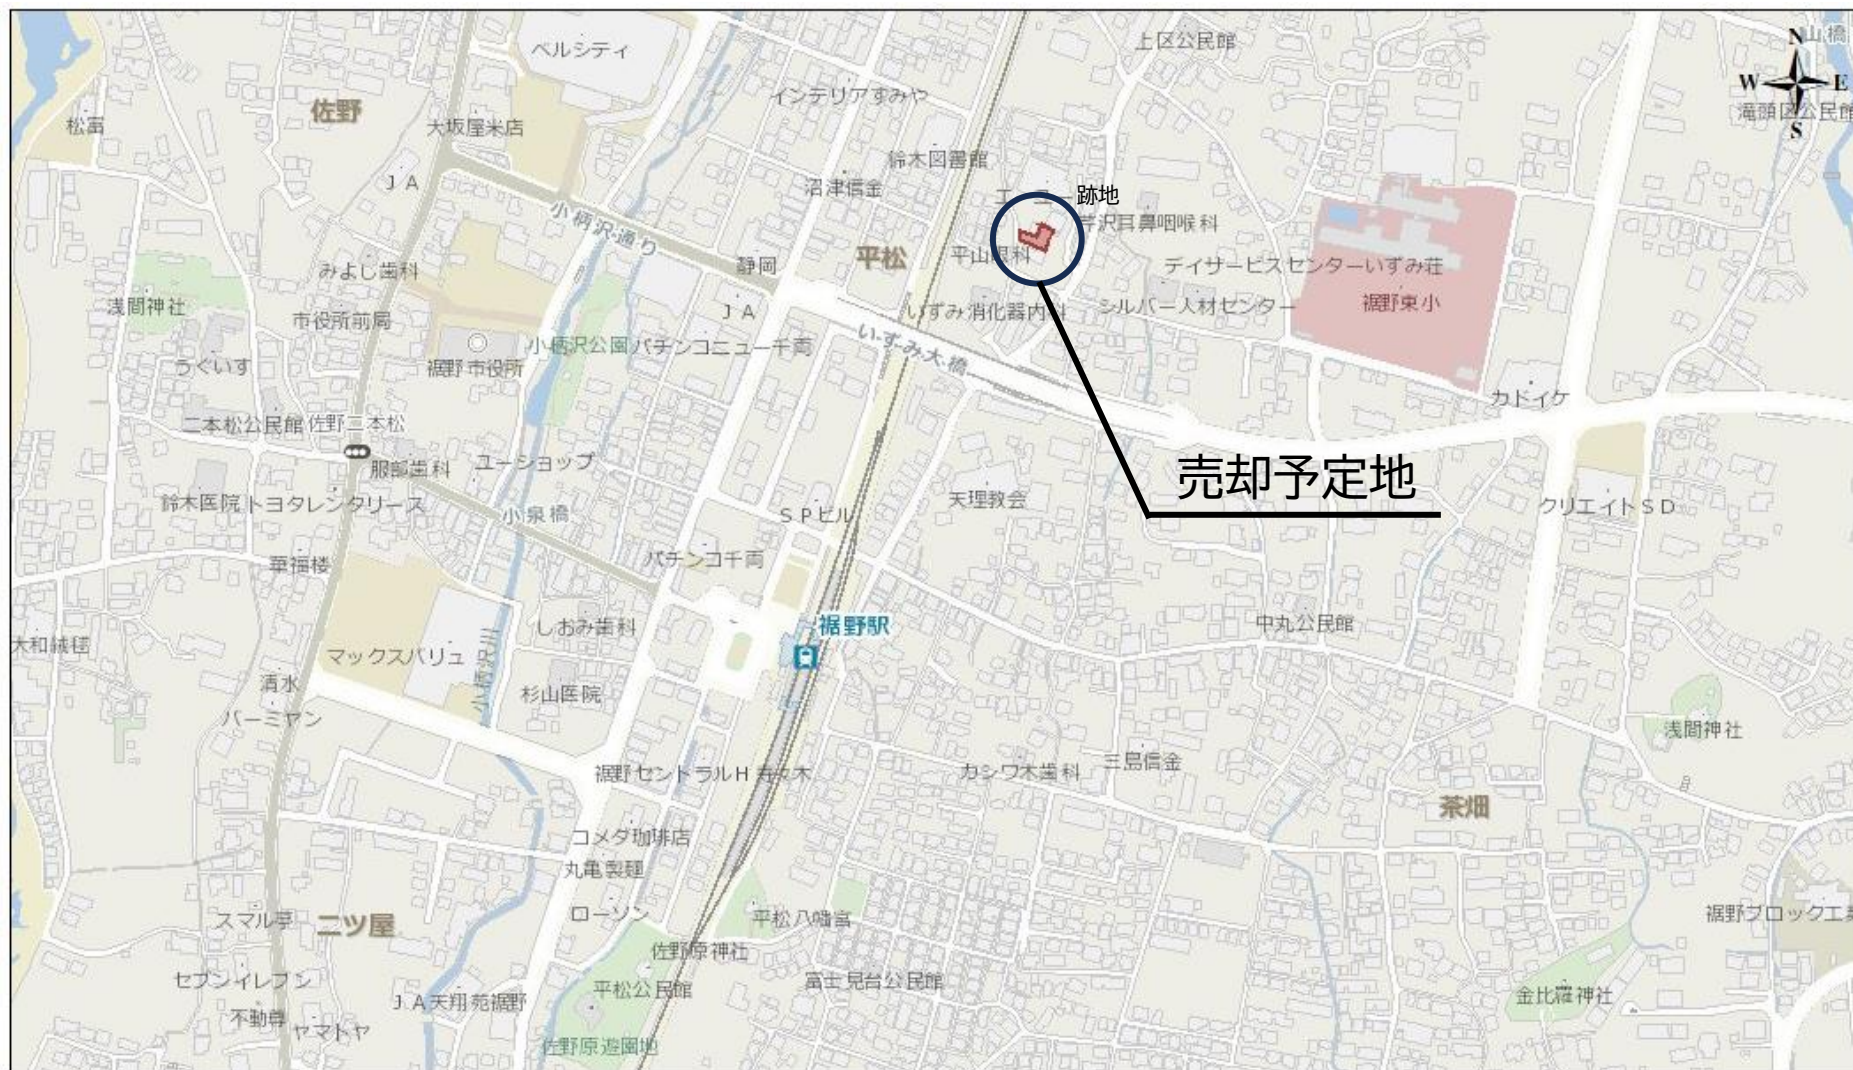 上区公民館
N
山橋
W
E
S
滝頭区公民館
ベルシティ
インテリアすみや
佐野
松富
大坂屋米店
鈴木図書館
JA
沼津信金
跡地
芹沢耳鼻咽喉科
小柄沢通り
平松
平山眼科
静岡
デイサービスセンターいずみ荘
みよし歯科
裾野東小
浅間神社
市役所前局
JA
いずみ消化器内科
シルバー人材センター
小柄沢公園
パチンコニュー千両
いずみ大橋
うぐいす
裾野市役所
カドイケ
二本松公民館
佐野二本松
服部歯科
ユーショップ
売却予定地
鈴木医院
トヨタレンタリース
小泉橋
SPビル
天理教会
クリエイトSD
華福楼
パチンコ千両
しおみ歯科
裾野駅
中丸公民館
大和絨毯
マックスバリュ
小柄沢川
清水
杉山医院
バーミヤン
浅間神社
裾野セントラルH
寿々木
カシワ木歯科
三島信金
茶畑
コメダ珈琲店
丸亀製麺
ローソン
スマル亭
二ツ屋
平松八幡宮
裾野ブロック工業
佐野原神社
セブンイレブン
平松公民館
富士見台公民館
JA天翔苑裾野
金比羅神社
不動尊
ヤマトヤ
佐野原遊園地